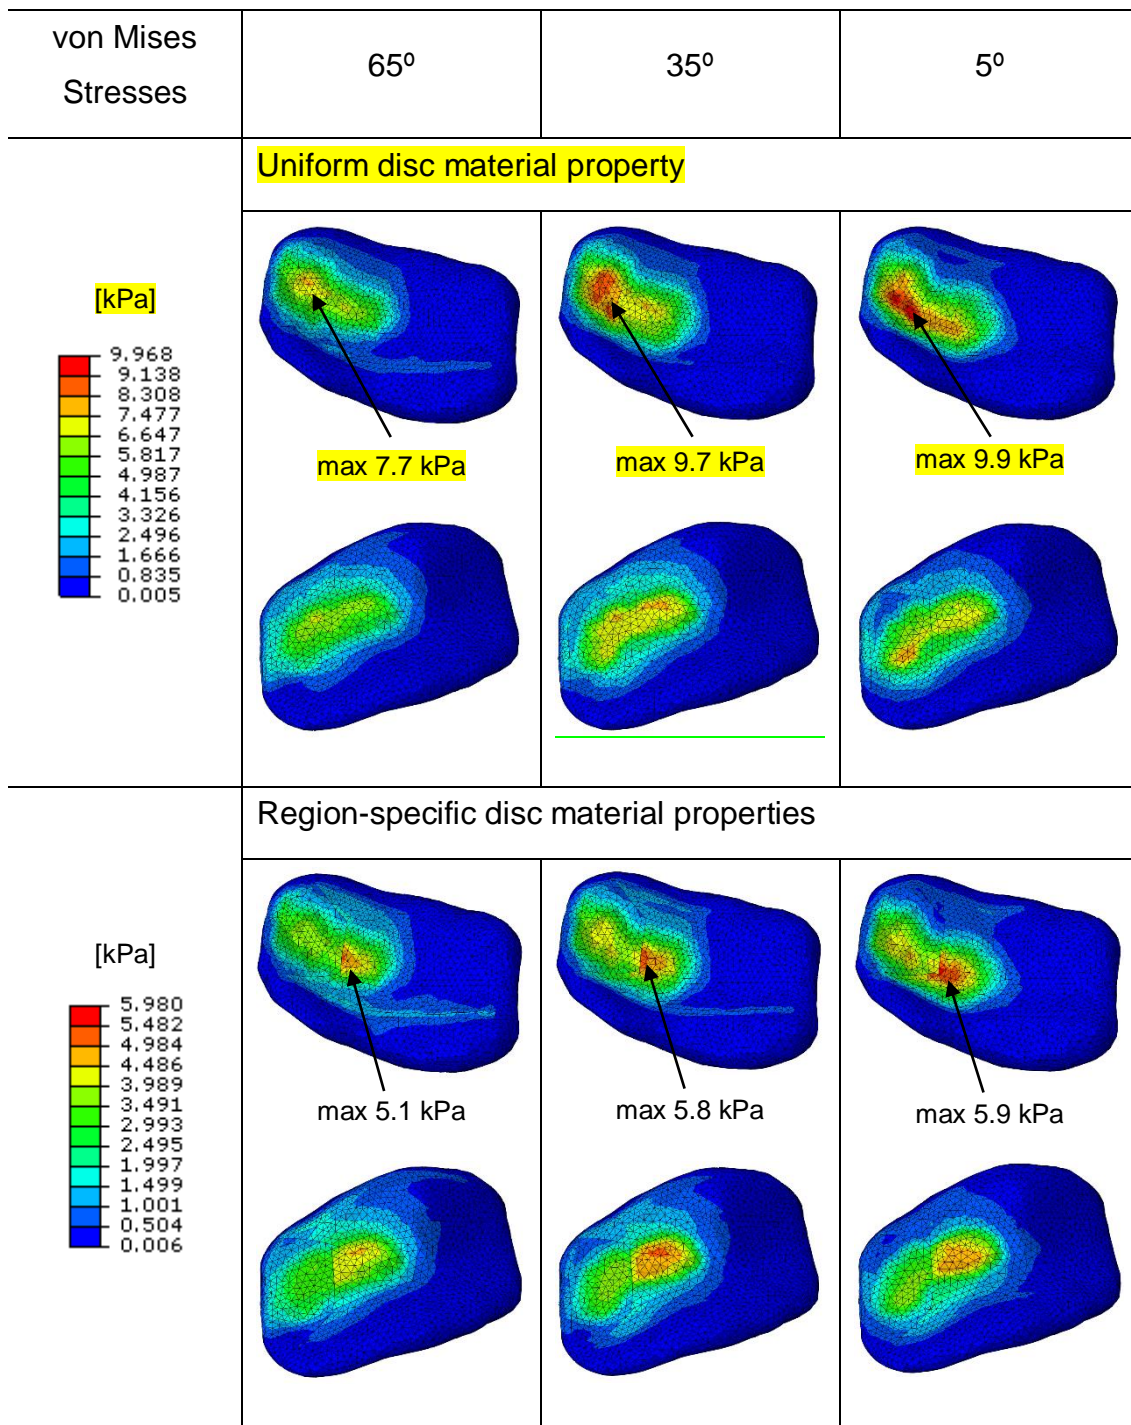 von Mises
Stresses
65º
35º
5º
Uniform disc material property
[kPa]
9.968
9.138
8.308
7.477
6.647
5.817
4.987
4.156
3.326
2.496
1.666
0.835
0.005
max 7.7 kPa
max 9.7 kPa
max 9.9 kPa
Region-specific disc material properties
[kPa]
5.980
5.482
4.984
4.486
3.989
3.491
2.993
2.495
1.997
1.499
1.001
0.504
0.006
max 5.1 kPa
max 5.8 kPa
max 5.9 kPa